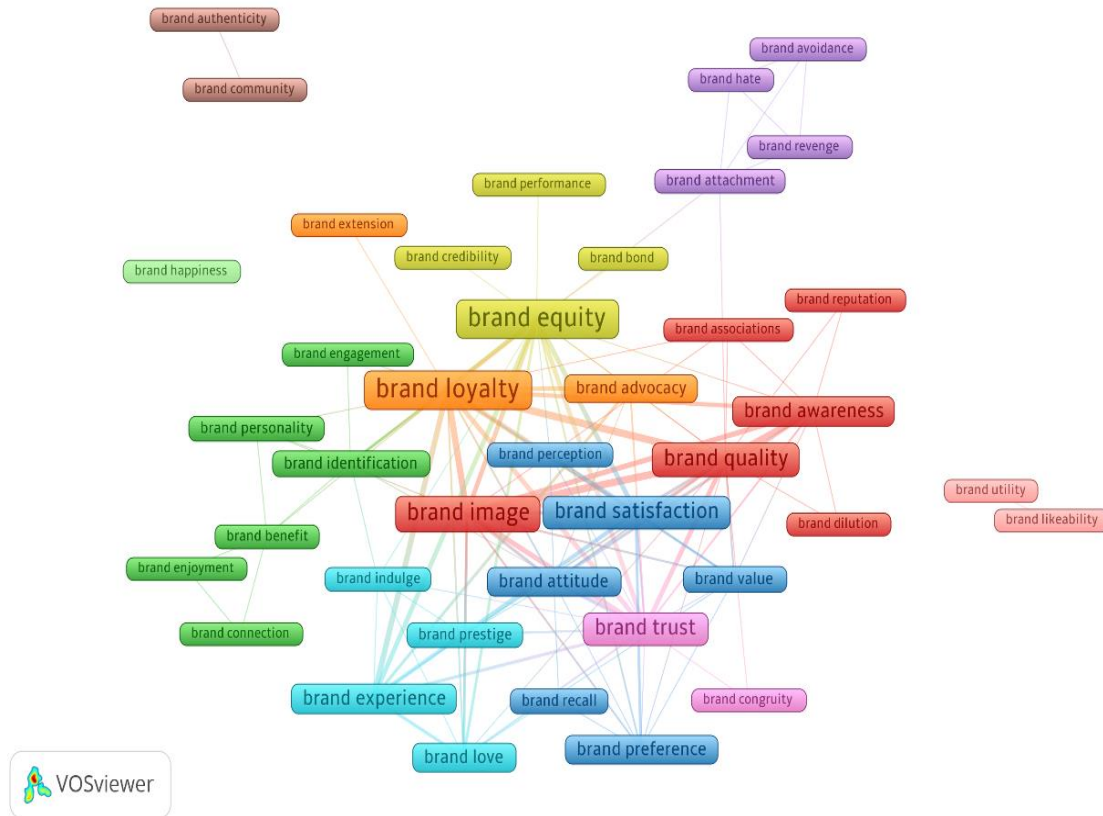 brand authenticity
brand avoidance
brand hate
brand community
brand revenge
brand attachment
brand performance
brand extension
brand credibility
brand bond
brand happiness
brand reputation
brand equity
brand associations
brand engagement
brand loyalty
brand advocacy
brand awareness
brand personality
brand perception
brand quality
brand identification
brand utility
brand image
brand satisfaction
brand likeability
brand dilution
brand benefit
brand enjoyment
brand indulge
brand attitude
brand value
brand connection
brand prestige
brand trust
brand experience
brand recall
brand congruity
brand love
brand preference
VOSviewer